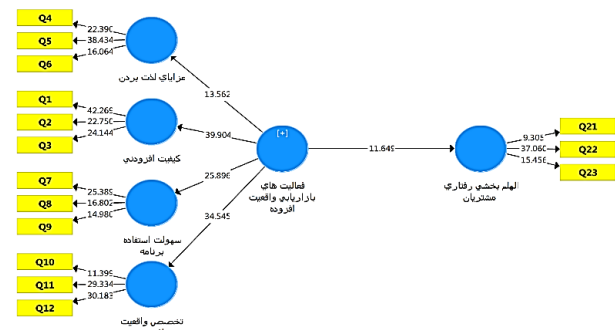 Q4
22.390
Q5
38.434
Q6
16.064
مزایای لذت بردن
13.562
Q1
42.269
Q2
22.750
Q3
24.144
کیفیت افزودنی
39.904
Q7
25.389
Q8
16.802
Q9
14.980
سهولت استفاده
برنامه
25.896
Q10
11.399
Q11
29.334
Q12
30.183
تخصص واقعیت
34.545
[+]
فعالیت های
بازاریابی واقعیت
افزوده
11.649
الهام بخشی رفتاری
مشتریان
9.305
Q21
37.060
Q22
15.456
Q23